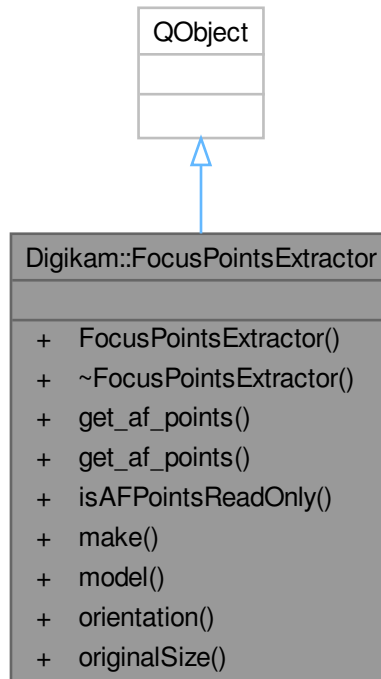 QObject
Digikam::FocusPointsExtractor
+ FocusPointsExtractor()
+ ~FocusPointsExtractor()
+ get_af_points()
+ get_af_points()
+ isAFPointsReadOnly()
+ make()
+ model()
+ orientation()
+ originalSize()